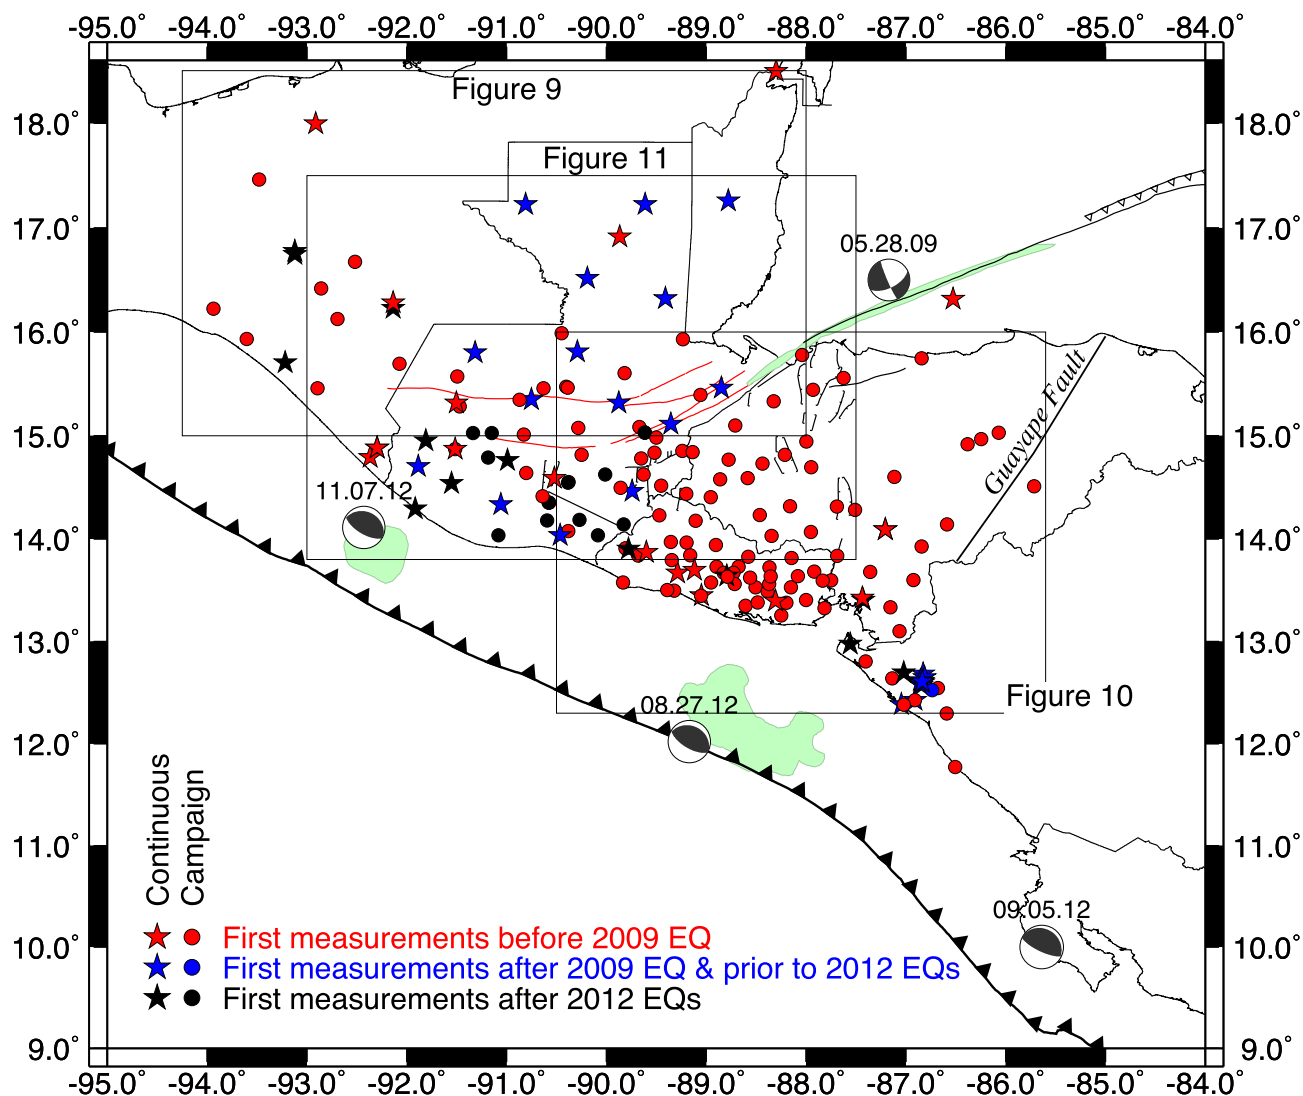 -95.0° -94.0° -93.0° -92.0° -91.0° -90.0° -89.0° -88.0° -87.0° -86.0° -85.0° -84.0°
Figure 9
18.0° 18.0°
Figure 11
17.0° 17.0°
05.28.09
16.0° 16.0°
Guayape Fault
15.0° 15.0°
11.07.12
14.0° 14.0°
13.0° 13.0°
Figure 10
08.27.12
12.0° 12.0°
Continuous
Campaign
11.0° 11.0°
09.05.12
First measurements before 2009 EQ
10.0° 10.0°
First measurements after 2009 EQ & prior to 2012 EQs
First measurements after 2012 EQs
9.0° 9.0°
-95.0° -94.0° -93.0° -92.0° -91.0° -90.0° -89.0° -88.0° -87.0° -86.0° -85.0° -84.0°